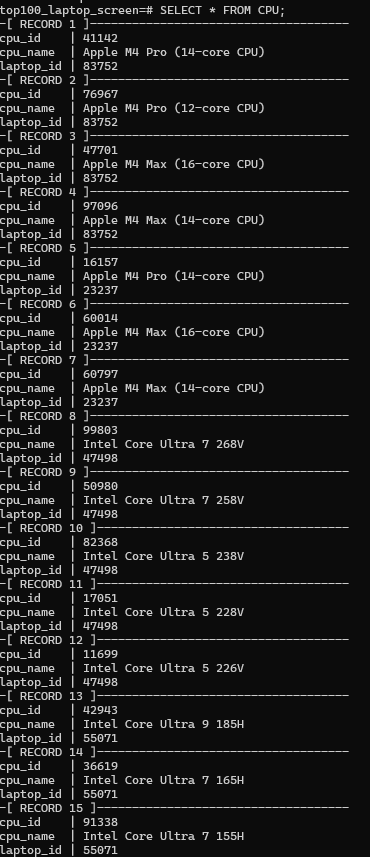 top100_laptop_screen=# SELECT * FROM CPU;
-[ RECORD 1 ]
cpu_id | 41142
cpu_name | Apple M4 Pro (14-core CPU)
laptop_id | 83752
-[ RECORD 2 ]
cpu_id | 76967
cpu_name | Apple M4 Pro (12-core CPU)
laptop_id | 83752
-[ RECORD 3 ]
cpu_id | 47701
cpu_name | Apple M4 Max (16-core CPU)
laptop_id | 83752
-[ RECORD 4 ]
cpu_id | 97096
cpu_name | Apple M4 Max (14-core CPU)
laptop_id | 83752
-[ RECORD 5 ]
cpu_id | 16157
cpu_name | Apple M4 Pro (14-core CPU)
laptop_id | 23237
-[ RECORD 6 ]
cpu_id | 60014
cpu_name | Apple M4 Max (16-core CPU)
laptop_id | 23237
-[ RECORD 7 ]
cpu_id | 60797
cpu_name | Apple M4 Max (14-core CPU)
laptop_id | 23237
-[ RECORD 8 ]
cpu_id | 99803
cpu_name | Intel Core Ultra 7 268V
laptop_id | 47498
-[ RECORD 9 ]
cpu_id | 50980
cpu_name | Intel Core Ultra 7 258V
laptop_id | 47498
-[ RECORD 10 ]
cpu_id | 82368
cpu_name | Intel Core Ultra 5 238V
laptop_id | 47498
-[ RECORD 11 ]
cpu_id | 17051
cpu_name | Intel Core Ultra 5 228V
laptop_id | 47498
-[ RECORD 12 ]
cpu_id | 11699
cpu_name | Intel Core Ultra 5 226V
laptop_id | 47498
-[ RECORD 13 ]
cpu_id | 42943
cpu_name | Intel Core Ultra 9 185H
laptop_id | 55071
-[ RECORD 14 ]
cpu_id | 36619
cpu_name | Intel Core Ultra 7 165H
laptop_id | 55071
-[ RECORD 15 ]
cpu_id | 91338
cpu_name | Intel Core Ultra 7 155H
laptop_id | 55071